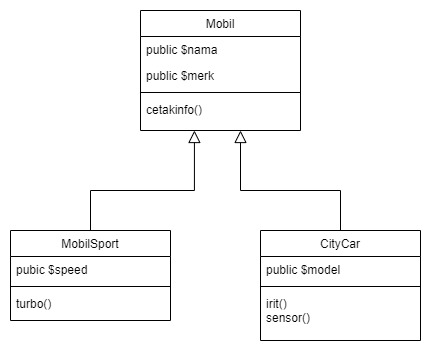 Mobil
public $nama
public $merk
cetakinfo()
MobilSport
pubic $speed
turbo()
CityCar
public $model
irit()
sensor()